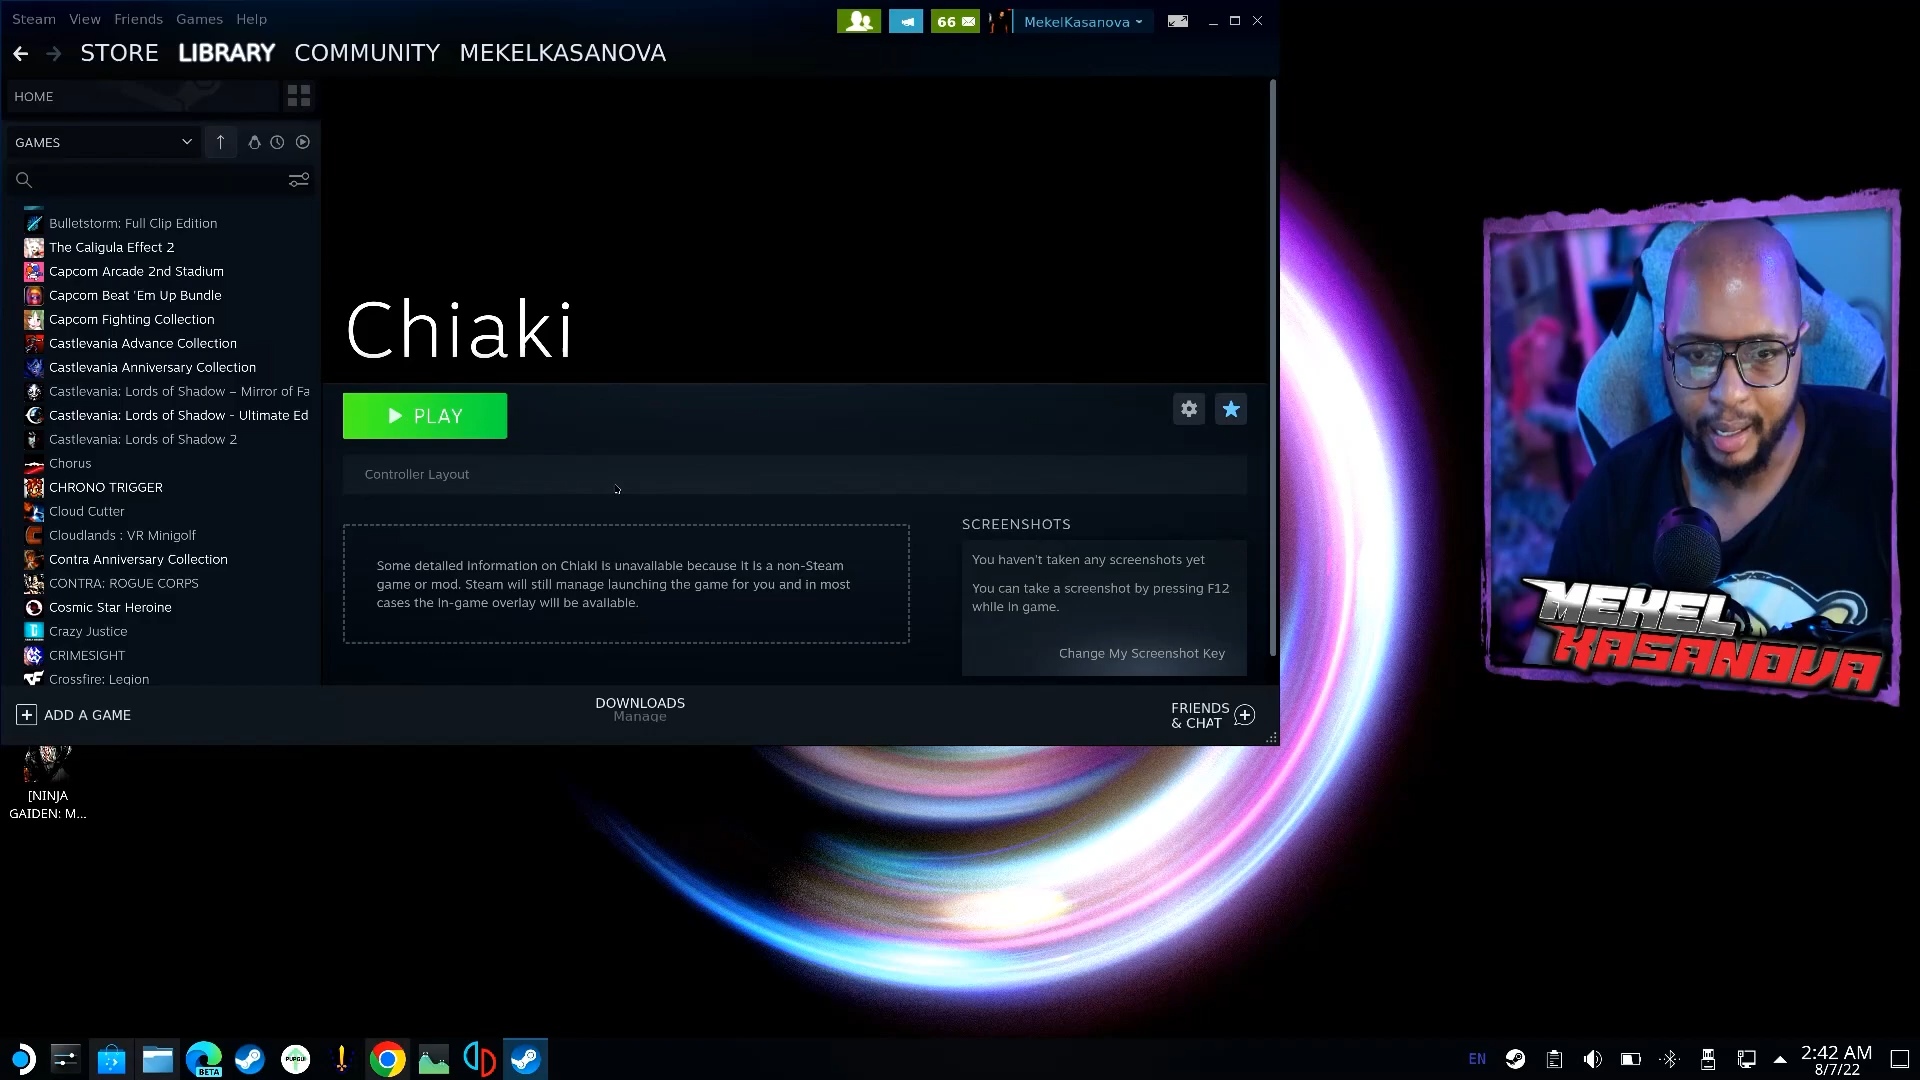 Steam View Friends Games Help
66
MekelKasanova
STORE LIBRARY COMMUNITY MEKELKASANOVA
HOME
GAMES
Bulletstorm: Full Clip Edition
The Caligula Effect 2
Capcom Arcade 2nd Stadium
Capcom Beat 'Em Up Bundle
Capcom Fighting Collection
Castlevania Advance Collection
Castlevania Anniversary Collection
Castlevania: Lords of Shadow – Mirror of Fa
Castlevania: Lords of Shadow - Ultimate Ed
Castlevania: Lords of Shadow 2
Chorus
CHRONO TRIGGER
Cloud Cutter
Cloudlands : VR Minigolf
Contra Anniversary Collection
CONTRA: ROGUE CORPS
Cosmic Star Heroine
Crazy Justice
CRIMESIGHT
Crossfire: Legion
ADD A GAME
Chiaki
PLAY
Controller Layout
Some detailed information on Chiaki is unavailable because it is a non-Steam
game or mod. Steam will still manage launching the game for you and in most
cases the in-game overlay will be available.
SCREENSHOTS
You haven't taken any screenshots yet
You can take a screenshot by pressing F12
while in game.
Change My Screenshot Key
DOWNLOADS
Manage
FRIENDS
& CHAT
MEKEL
KASANOVA
[NINJA
GAIDEN: M...
BETA
PUPGUI
EN
2:42 AM
8/7/22